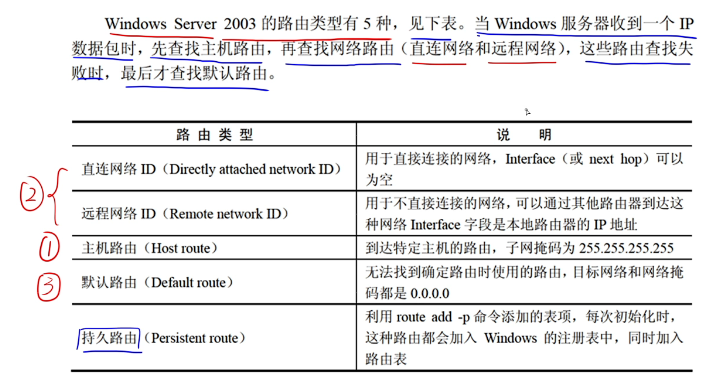 Windows Server 2003 的路由类型有 5 种，见下表。当 Windows 服务器收到一个 IP
数据包时，先查找主机路由，再查找网络路由（直连网络和远程网络），这些路由查找失
败时，最后才查找默认路由。
路 由 类 型 说 明
直连网络 ID（Directly attached network ID） 用于直接连接的网络，Interface（或 next hop）可以
为空
② 远程网络 ID（Remote network ID） 用于不直接连接的网络，可以通过其他路由器到达这
种网络 Interface 字段是本地路由器的 IP 地址
① 主机路由（Host route） 到达特定主机的路由，子网掩码为 255.255.255.255
③ 默认路由（Default route） 无法找到确定路由时使用的路由，目标网络和网络掩
码都是 0.0.0.0
持久路由（Persistent route） 利用 route add -p 命令添加的表项，每次初始化时，
这种路由都会加入 Windows 的注册表中，同时加入
路由表